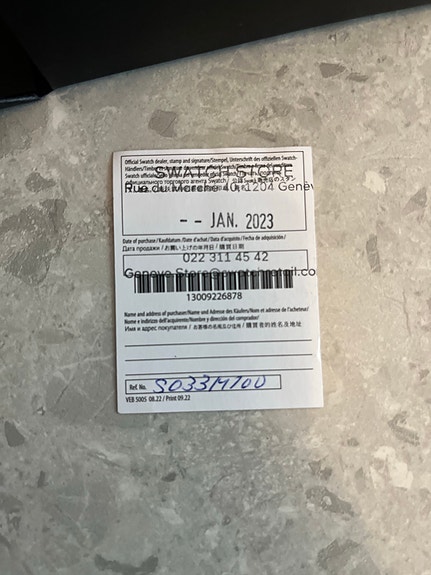 Official Swatch dealer, stamp and signature/Stempel, Unterschrift des offiziellen Swatch-
SWATCH STORE
Rue du Marché 40, 1204 Genev
- - JAN. 2023
Date of purchase/Kaufdatum /Date d'achat/Data d'acquisto/Fecha de adquisición/
Дата продажи / お買い上げの年月日 / 購買日期
022 311 45 42
Geneve.Store@swatchretail.co
13009226878
Name and address of purchaser/Name und Adresse des Käufers/Nom et adresse de l'acheteur/
Nome e indirizzo dell'acquirente/Nombre y dirección del comprador/
Имя и адрес покупателя / お客様の名前及び住所 / 購買者的姓名及地址
Ref. No. SO33M100
VEB 5005 08.22 / Print 09.22